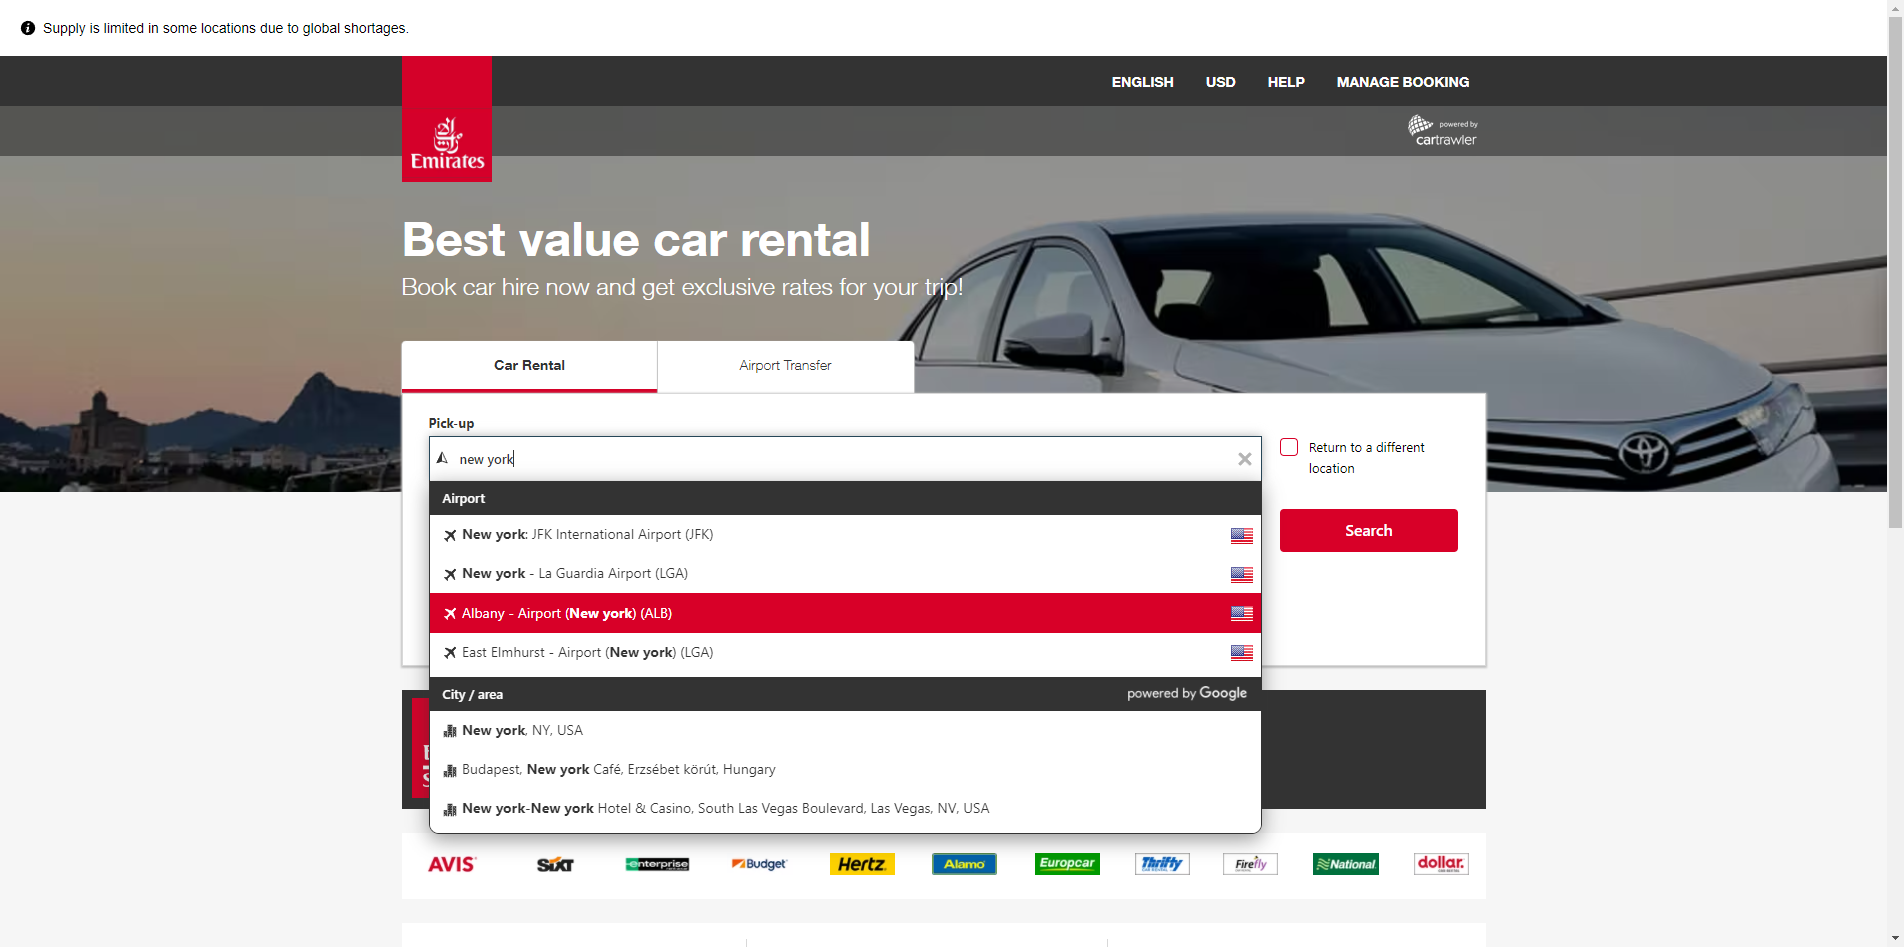 Supply is limited in some locations due to global shortages.
ENGLISH USD HELP MANAGE BOOKING
Emirates
powered by
cartrawler
Best value car rental
Book car hire now and get exclusive rates for your trip!
Car Rental Airport Transfer
Pick-up
new york
Return to a different
location
Airport
New york: JFK International Airport (JFK)
New york - La Guardia Airport (LGA)
Search
Albany - Airport (New york) (ALB)
East Elmhurst - Airport (New york) (LGA)
City / area powered by Google
New york, NY, USA
Budapest, New york Café, Erzsébet körút, Hungary
New york-New york Hotel & Casino, South Las Vegas Boulevard, Las Vegas, NV, USA
AVIS SIXT enterprise Budget Hertz Alamo Europcar Thrifty Firefly National dollar.